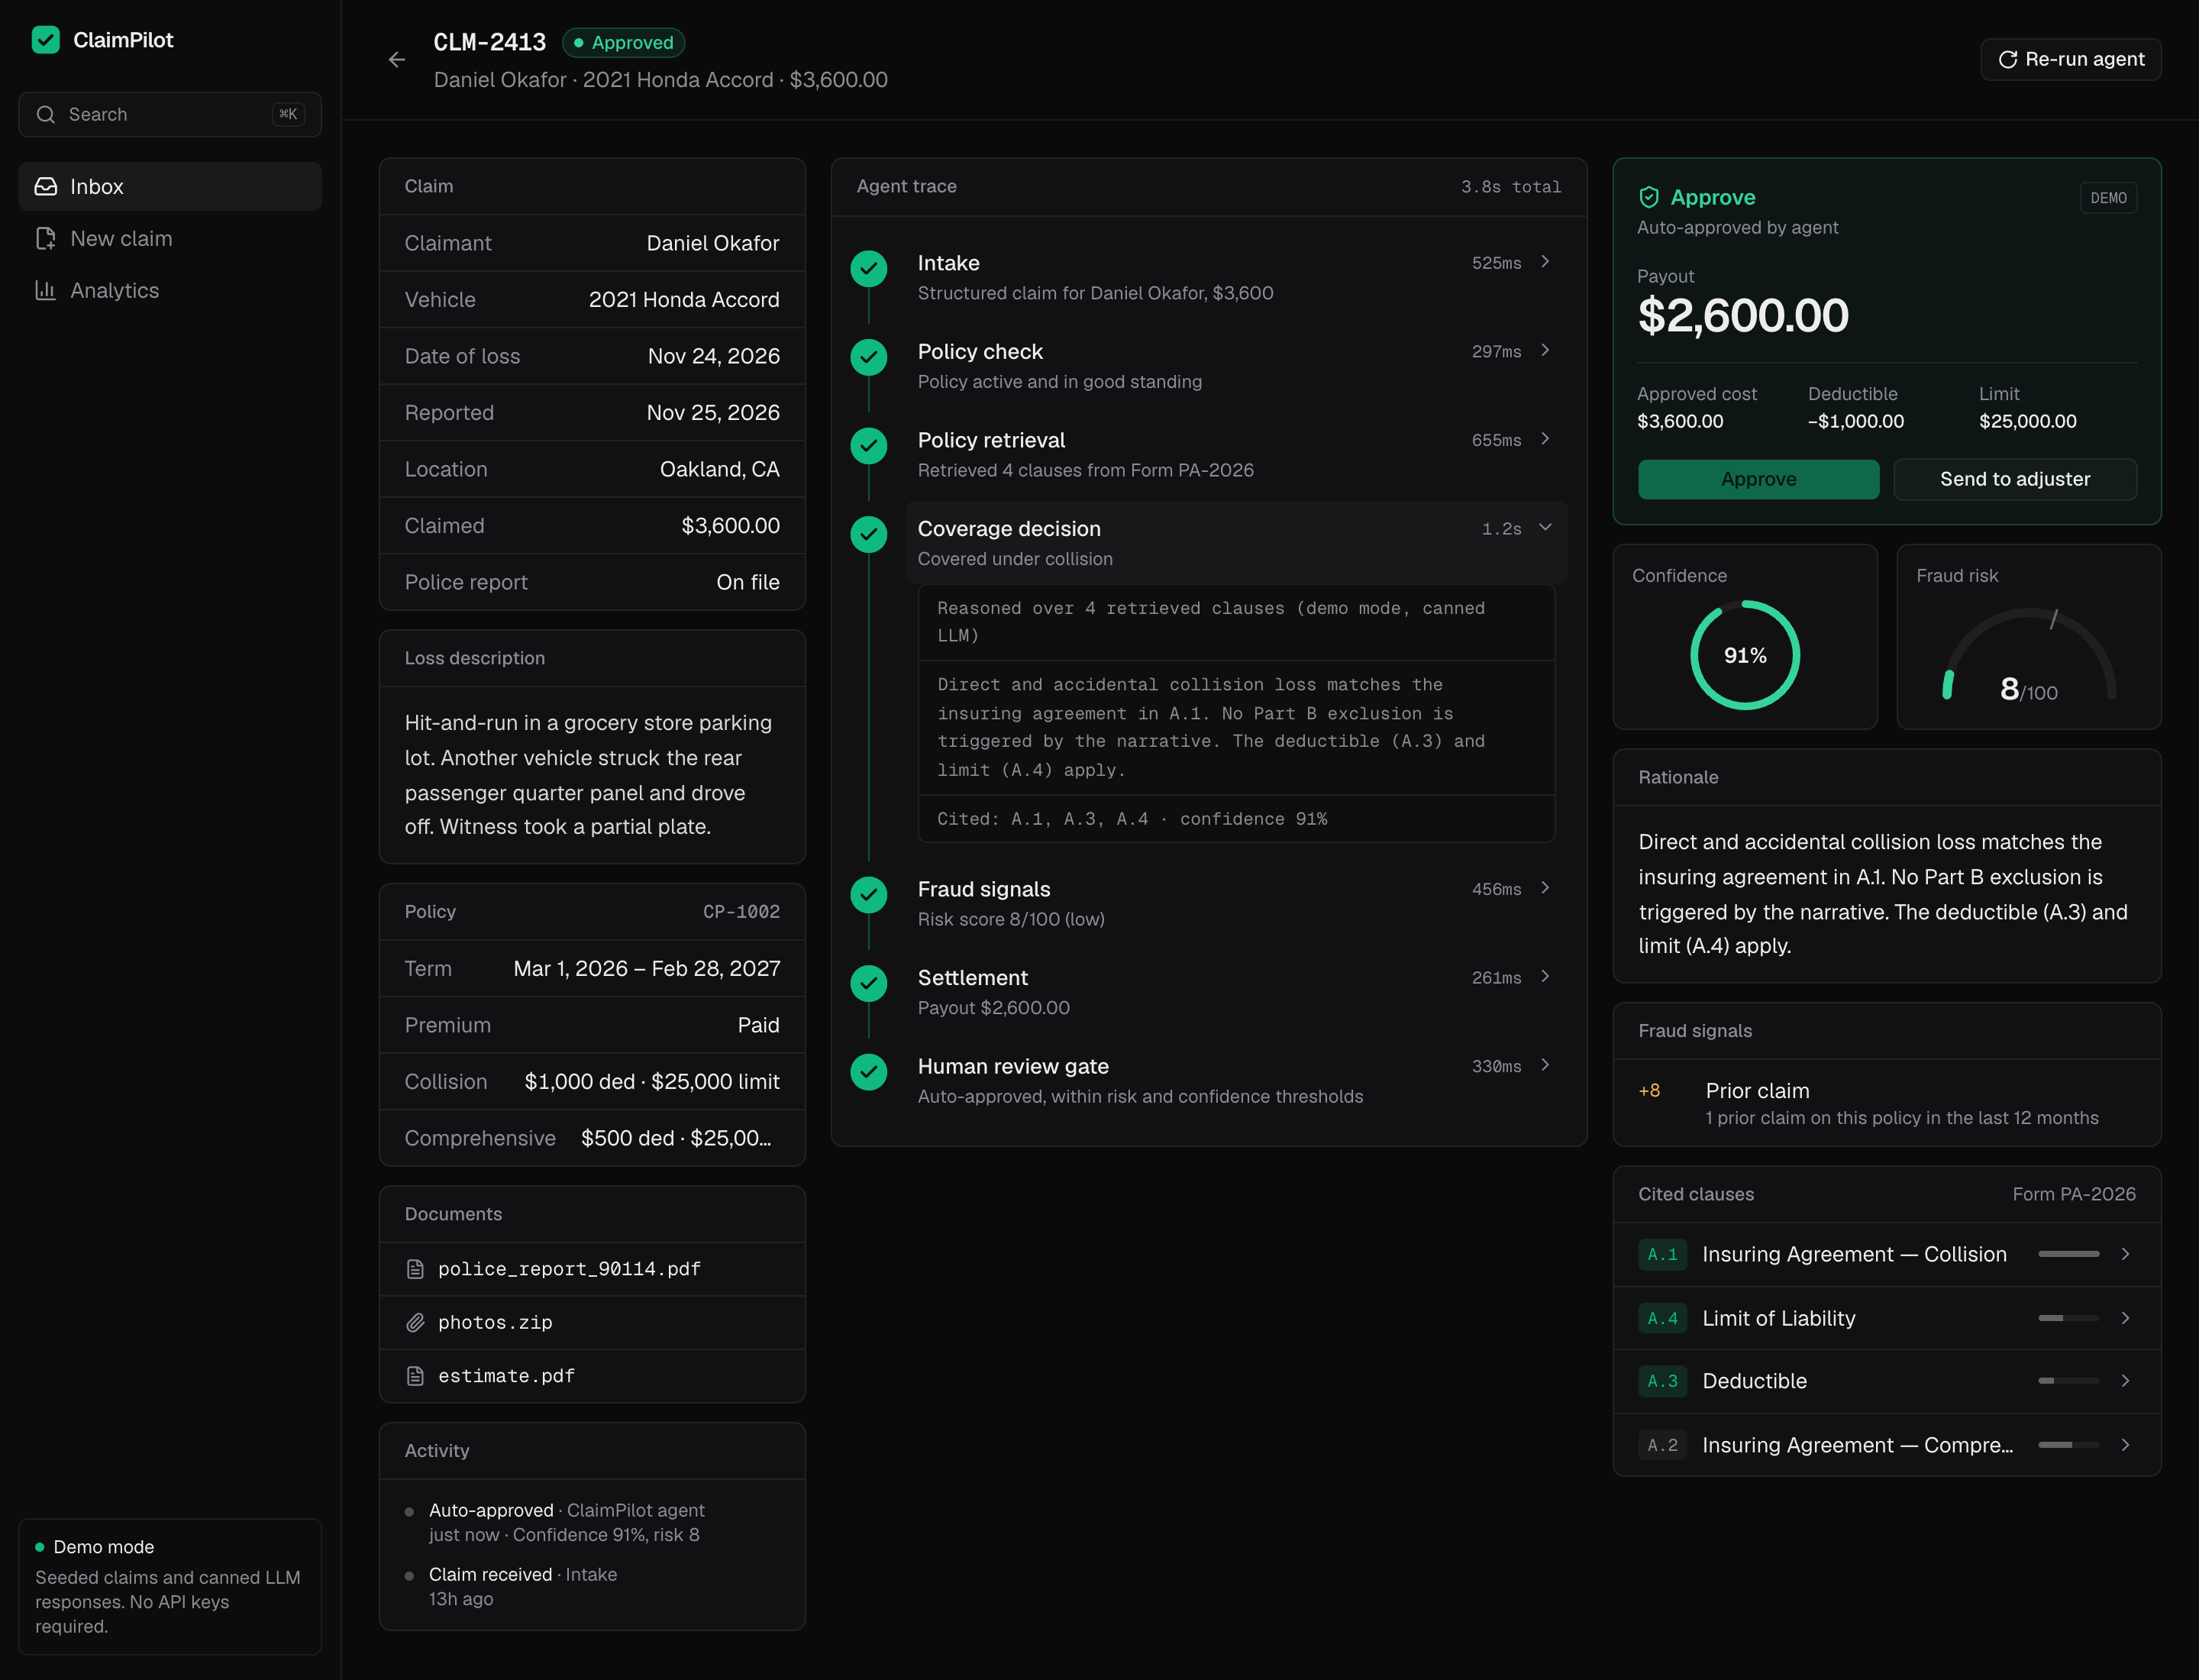 ClaimPilot
Search
⌘K
Inbox
New claim
Analytics
Demo mode
Seeded claims and canned LLM
responses. No API keys
required.
CLM-2413
Approved
Daniel Okafor · 2021 Honda Accord · $3,600.00
Re-run agent
Claim
Claimant Daniel Okafor
Vehicle 2021 Honda Accord
Date of loss Nov 24, 2026
Reported Nov 25, 2026
Location Oakland, CA
Claimed $3,600.00
Police report On file
Loss description
Hit-and-run in a grocery store parking
lot. Another vehicle struck the rear
passenger quarter panel and drove
off. Witness took a partial plate.
Policy CP-1002
Term Mar 1, 2026 – Feb 28, 2027
Premium Paid
Collision $1,000 ded · $25,000 limit
Comprehensive $500 ded · $25,00...
Documents
police_report_90114.pdf
photos.zip
estimate.pdf
Activity
Auto-approved · ClaimPilot agent
just now · Confidence 91%, risk 8
Claim received · Intake
13h ago
Agent trace 3.8s total
Intake 525ms
Structured claim for Daniel Okafor, $3,600
Policy check 297ms
Policy active and in good standing
Policy retrieval 655ms
Retrieved 4 clauses from Form PA-2026
Coverage decision 1.2s
Covered under collision
Reasoned over 4 retrieved clauses (demo mode, canned
LLM)
Direct and accidental collision loss matches the
insuring agreement in A.1. No Part B exclusion is
triggered by the narrative. The deductible (A.3) and
limit (A.4) apply.
Cited: A.1, A.3, A.4 · confidence 91%
Fraud signals 456ms
Risk score 8/100 (low)
Settlement 261ms
Payout $2,600.00
Human review gate 330ms
Auto-approved, within risk and confidence thresholds
Approve DEMO
Auto-approved by agent
Payout
$2,600.00
Approved cost Deductible Limit
$3,600.00 −$1,000.00 $25,000.00
Approve Send to adjuster
Confidence
91%
Fraud risk
8/100
Rationale
Direct and accidental collision loss matches the
insuring agreement in A.1. No Part B exclusion is
triggered by the narrative. The deductible (A.3) and
limit (A.4) apply.
Fraud signals
+8 Prior claim
1 prior claim on this policy in the last 12 months
Cited clauses Form PA-2026
A.1 Insuring Agreement — Collision
A.4 Limit of Liability
A.3 Deductible
A.2 Insuring Agreement — Compre...